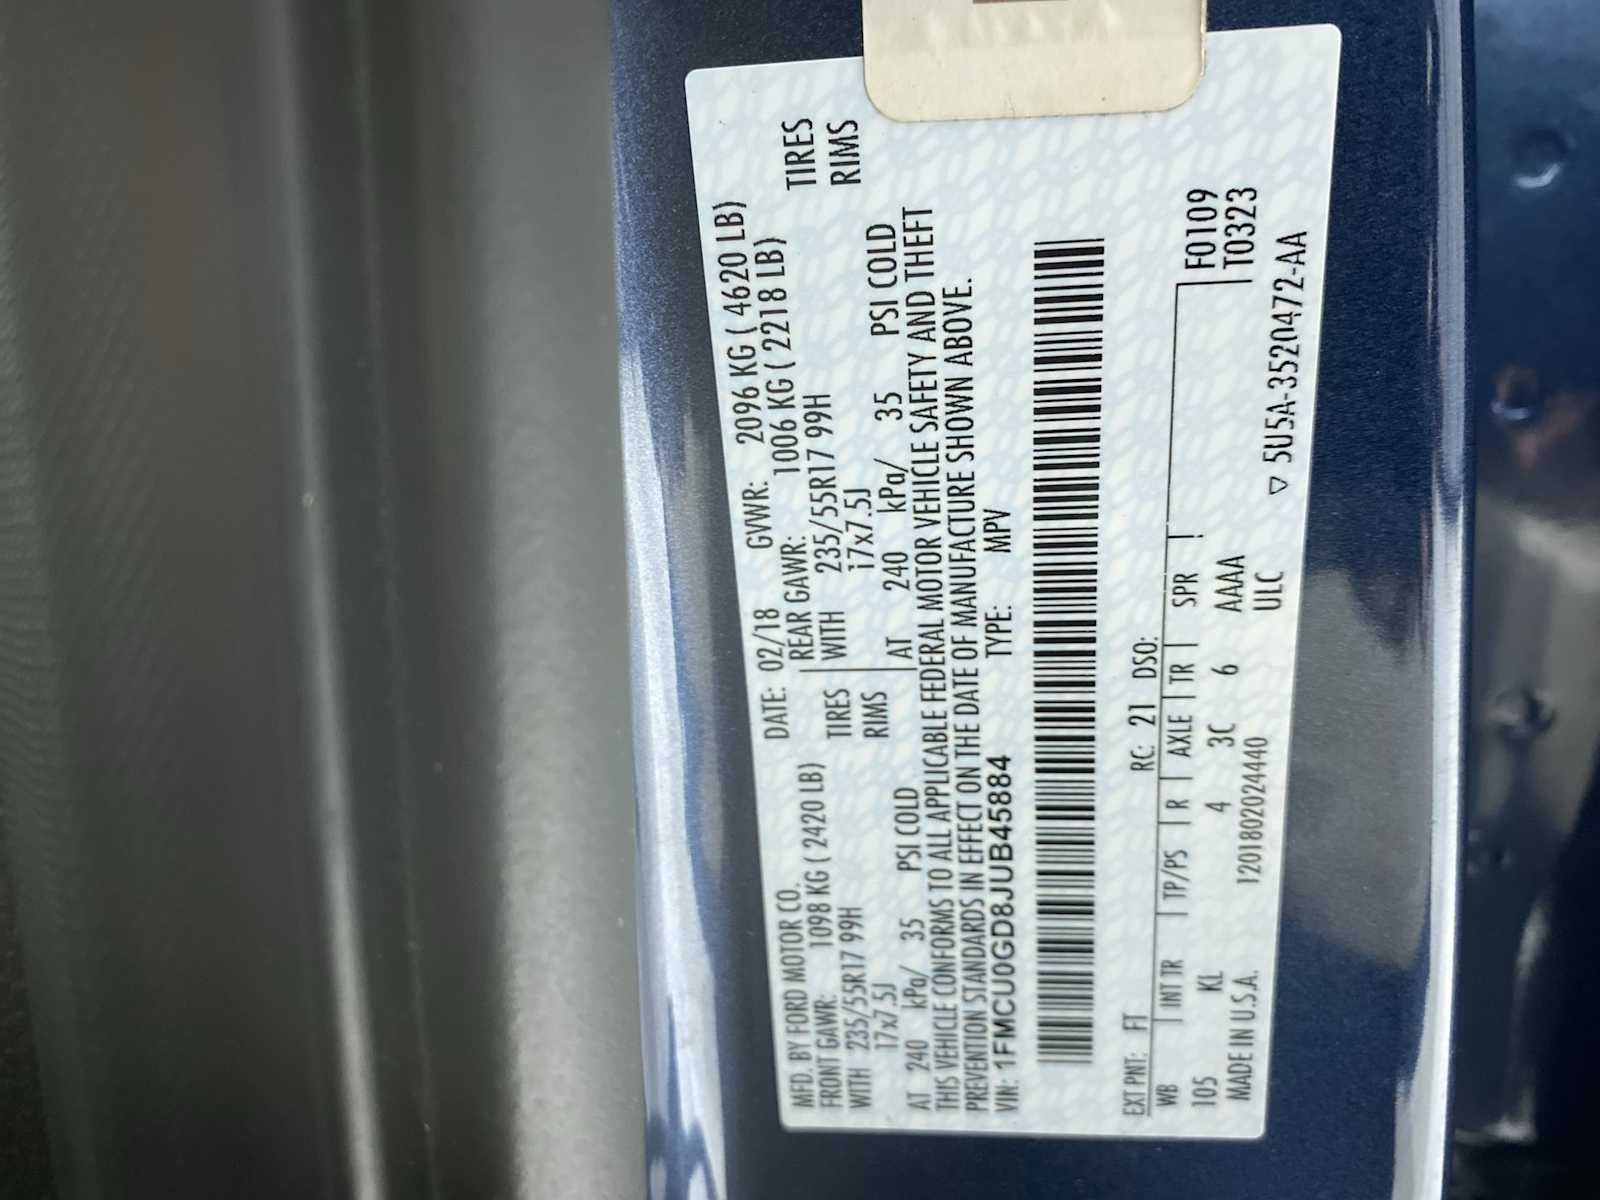 MFD. BY FORD MOTOR CO.
DATE: 02/18 GVWR: 2096 KG ( 4620 LB)
FRONT GAWR: 1098 KG ( 2420 LB) REAR GAWR: 1006 KG ( 2218 LB)
WITH 235/55R17 99H TIRES WITH 235/55R17 99H TIRES
17x7.5J RIMS 17x7.5J RIMS
AT 240 kPa/ 35 PSI COLD AT 240 kPa/ 35 PSI COLD
THIS VEHICLE CONFORMS TO ALL APPLICABLE FEDERAL MOTOR VEHICLE SAFETY AND THEFT
PREVENTION STANDARDS IN EFFECT ON THE DATE OF MANUFACTURE SHOWN ABOVE.
VIN: 1FMCU0GD8JUB45884 TYPE: MPV
EXT PNT: FT RC: 21 DSO:
WB INT TR TP/PS R AXLE TR SPR F0109
105 KL 4 3C 6 AAAA T0323
MADE IN U.S.A. 1201802024440 ULC
▽ 5U5A-3520472-AA